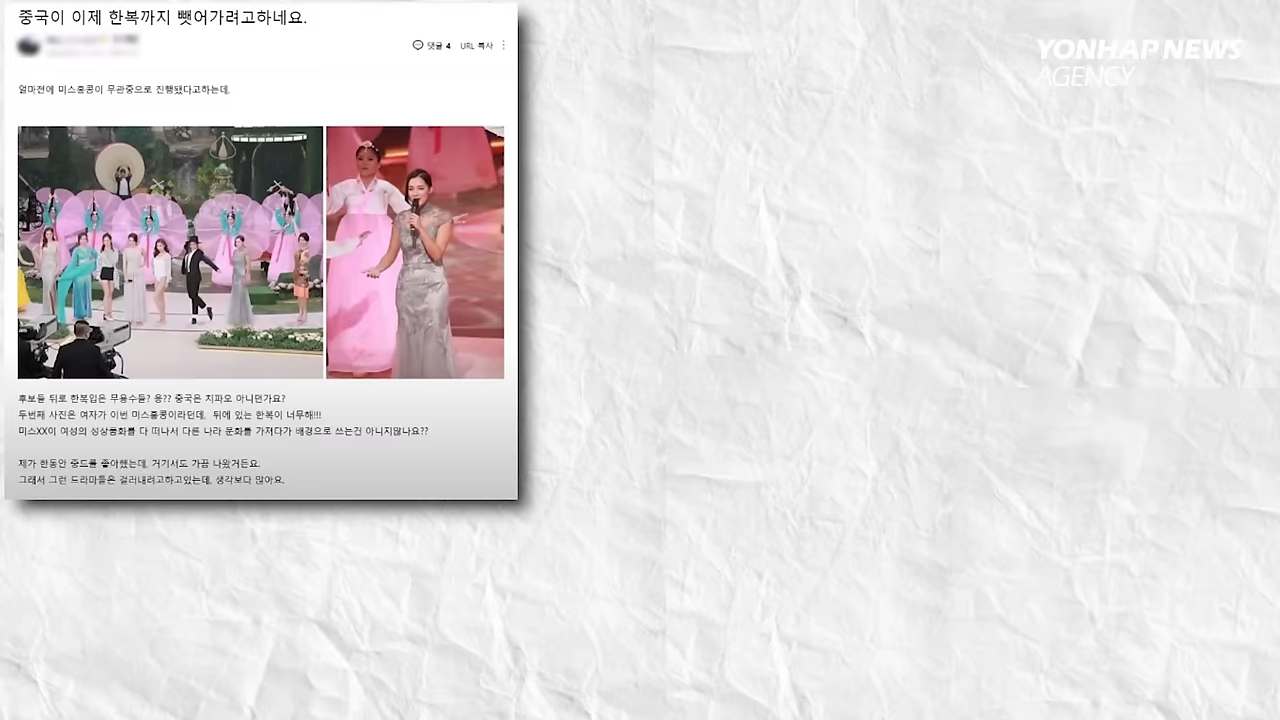 중국이 이제 한복까지 뺏어가려고하네요.
댓글 4 URL 복사
YONHAP NEWS
AGENCY
얼마전에 미스홍콩이 무관중으로 진행됐다고하는데,
후보들 뒤로 한복입은 무용수들? 응?? 중국은 치파오 아니던가요?
두번째 사진은 여자가 이번 미스홍콩이라던데, 뒤에 있는 한복이 너무해!!!
미스XX이 여성의 성상품화를 다 떠나서 다른 나라 문화를 가져다가 배경으로 쓰는건 아니지않나요??
제가 한동안 중드를 좋아했는데, 거기서도 가끔 나왔거든요.
그래서 그런 드라마들은 걸러내려고하고있는데, 생각보다 많아요.